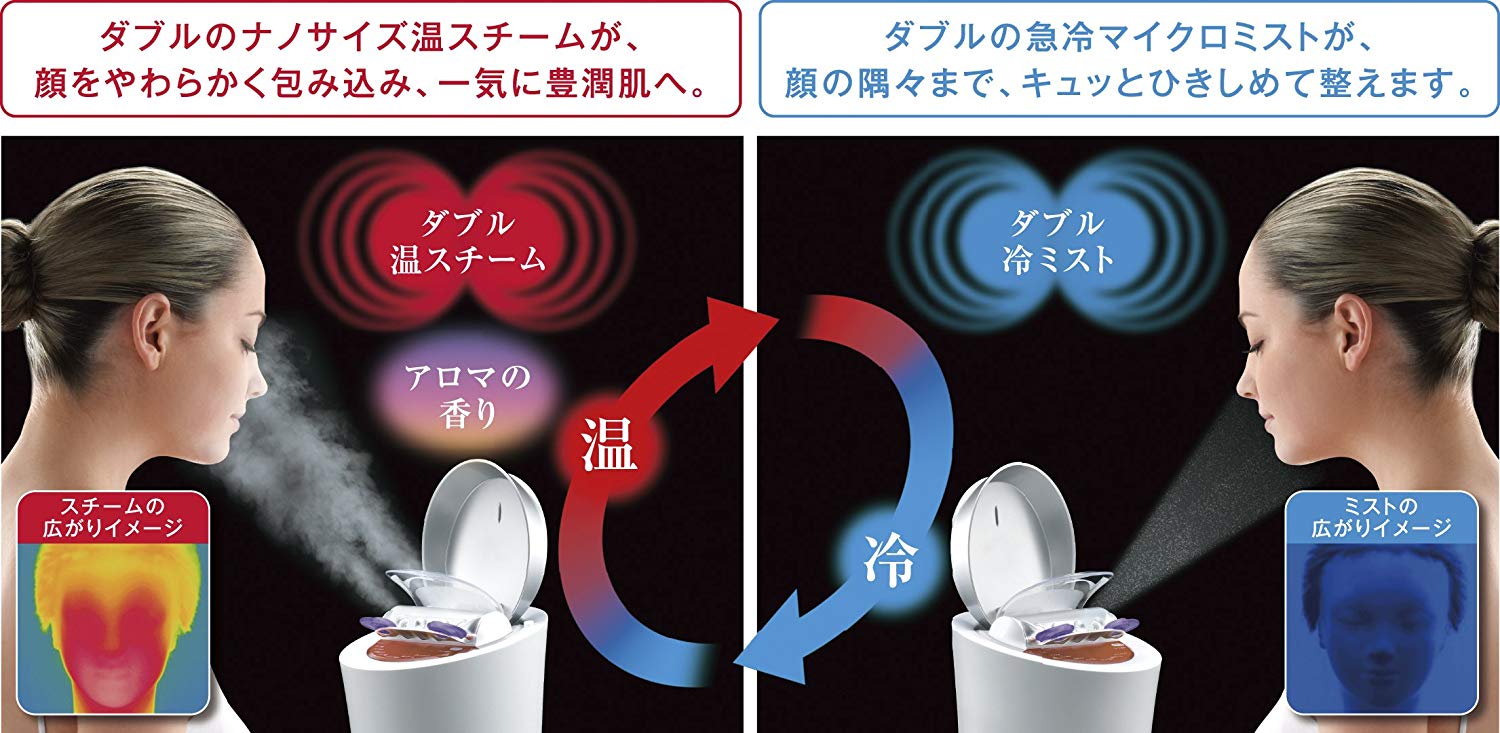 ダブルのナノサイズ温スチームが、
顔をやわらかく包み込み、一気に豊潤肌へ。
ダブルの急冷マイクロミストが、
顔の隅々まで、キュッとひきしめて整えます。
ダブル
温スチーム
アロマの
香り
温
スチームの
広がりイメージ
ダブル
冷ミスト
冷
ミストの
広がりイメージ